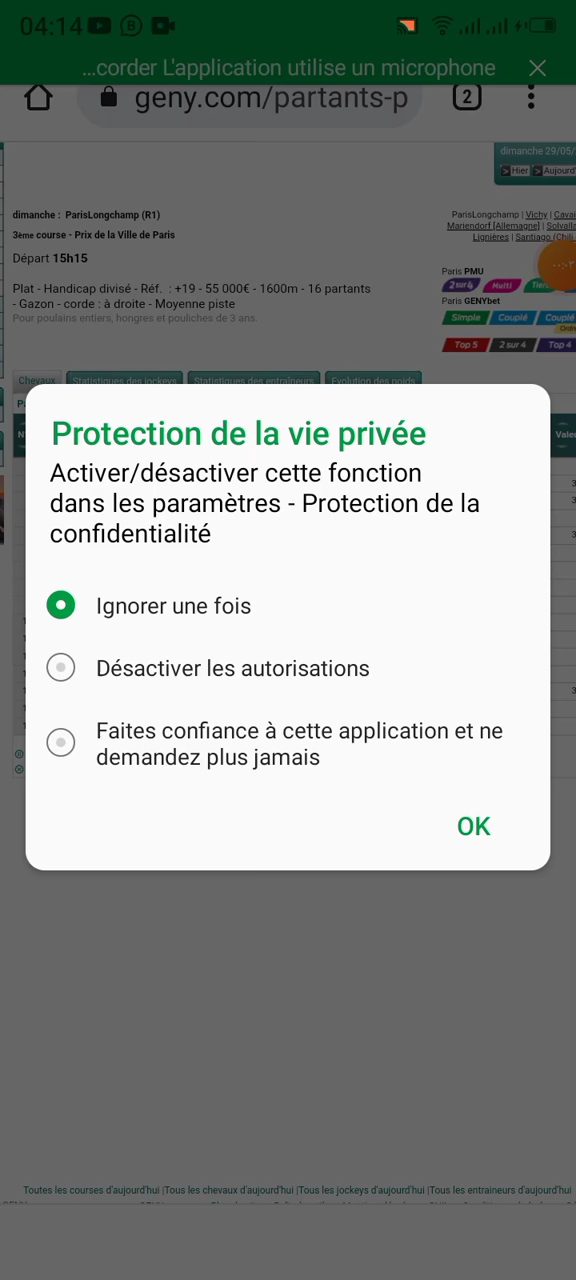 04:14
...corder L'application utilise un microphone
geny.com/partants-p
2
dimanche 29/05/
Hier
Aujourd'
dimanche : ParisLongchamp (R1)
3ème course - Prix de la Ville de Paris
Départ 15h15
Plat - Handicap divisé - Réf. : +19 - 55 000€ - 1600m - 16 partants
- Gazon - corde : à droite - Moyenne piste
Pour poulains entiers, hongres et pouliches de 3 ans.
ParisLongchamp | Vichy | Cavai
Mariendorf [Allemagne] | Solvalla
Lignières | Santiago (Chili
Paris PMU
2sur4 Multi Tier
Paris GENYbet
Simple Couplé Couplé
Ordre
Top 5 2 sur 4 Top 4
Chevaux Statistiques des jockeys Statistiques des entraîneurs Evolution des poids
Valeu
Protection de la vie privée
Activer/désactiver cette fonction
dans les paramètres - Protection de la
confidentialité
Ignorer une fois
Désactiver les autorisations
Faites confiance à cette application et ne
demandez plus jamais
OK
Toutes les courses d'aujourd'hui |Tous les chevaux d'aujourd'hui |Tous les jockeys d'aujourd'hui |Tous les entraineurs d'aujourd'hui